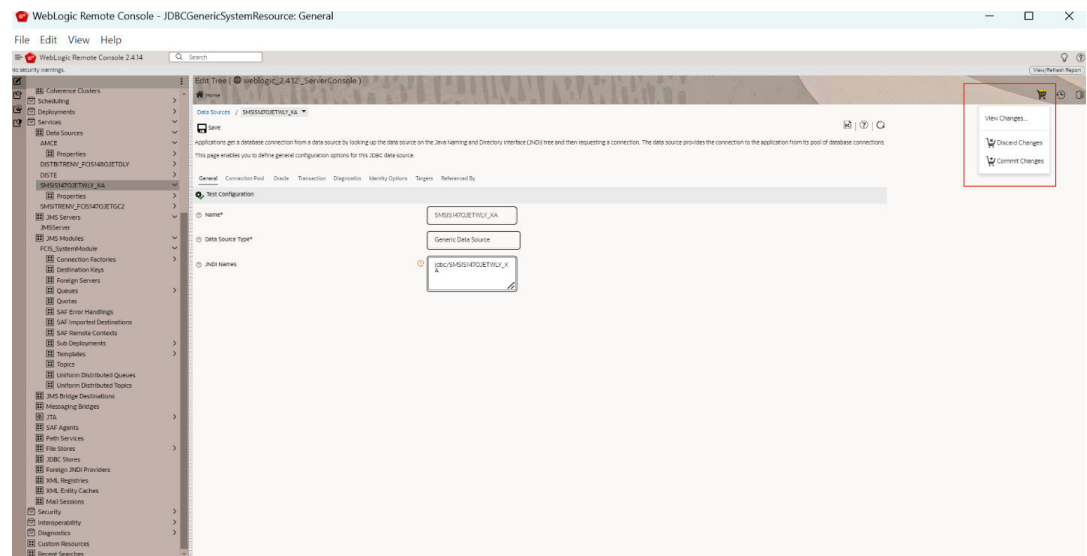 WebLogic Remote Console - JDBCGenericSystemResource: General
File Edit View Help
WebLogic Remote Console 2.4.14
Search
No security warnings.
View/Refresh Report
Edit Tree ( weblogic_2.4.12_ServerConsole )
Home
Coherence Clusters
Scheduling
Deployments
Services
Data Sources
AMCE
Properties
DISTBITRENV_FCIS1480JETDLY
DISTE
SMSIS1470JETWLY_XA
Properties
SMSITRENV_FCIS1470JETGC2
JMS Servers
JMSServer
JMS Modules
FCIS_SystemModule
Connection Factories
Destination Keys
Foreign Servers
Queues
Quotas
SAF Error Handlings
SAF Imported Destinations
SAF Remote Contexts
Sub Deployments
Templates
Topics
Uniform Distributed Queues
Uniform Distributed Topics
JMS Bridge Destinations
Messaging Bridges
JTA
SAF Agents
Path Services
File Stores
JDBC Stores
Foreign JNDI Providers
XML Registries
XML Entity Caches
Mail Sessions
Security
Interoperability
Diagnostics
Custom Resources
Recent Searches
Data Sources / SMSIS1470JETWLY_XA
Save
Applications get a database connection from a data source by looking up the data source on the Java Naming and Directory Interface (JNDI) tree and then requesting a connection. The data source provides the connection to the application from its pool of database connections.
This page enables you to define general configuration options for this JDBC data source.
General Connection Pool Oracle Transaction Diagnostics Identity Options Targets Referenced By
Test Configuration
Name*
SMSIS1470JETWLY_XA
Data Source Type*
Generic Data Source
JNDI Names
jdbc/SMSIS1470JETWLY_X
A
View Changes...
Discard Changes
Commit Changes